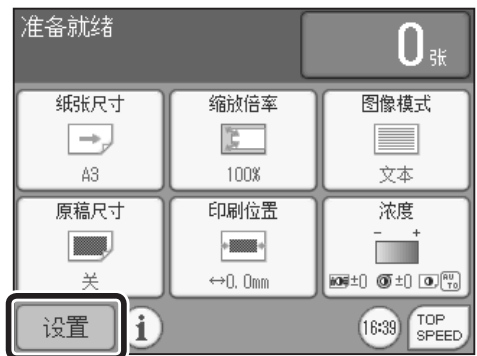 准备就绪
0张
纸张尺寸
缩放倍率
图像模式
A3
100%
文本
原稿尺寸
印刷位置
浓度
- +
关
↔0.0mm
±0 ±0 AUTO
设置
i
16:39
TOP
SPEED